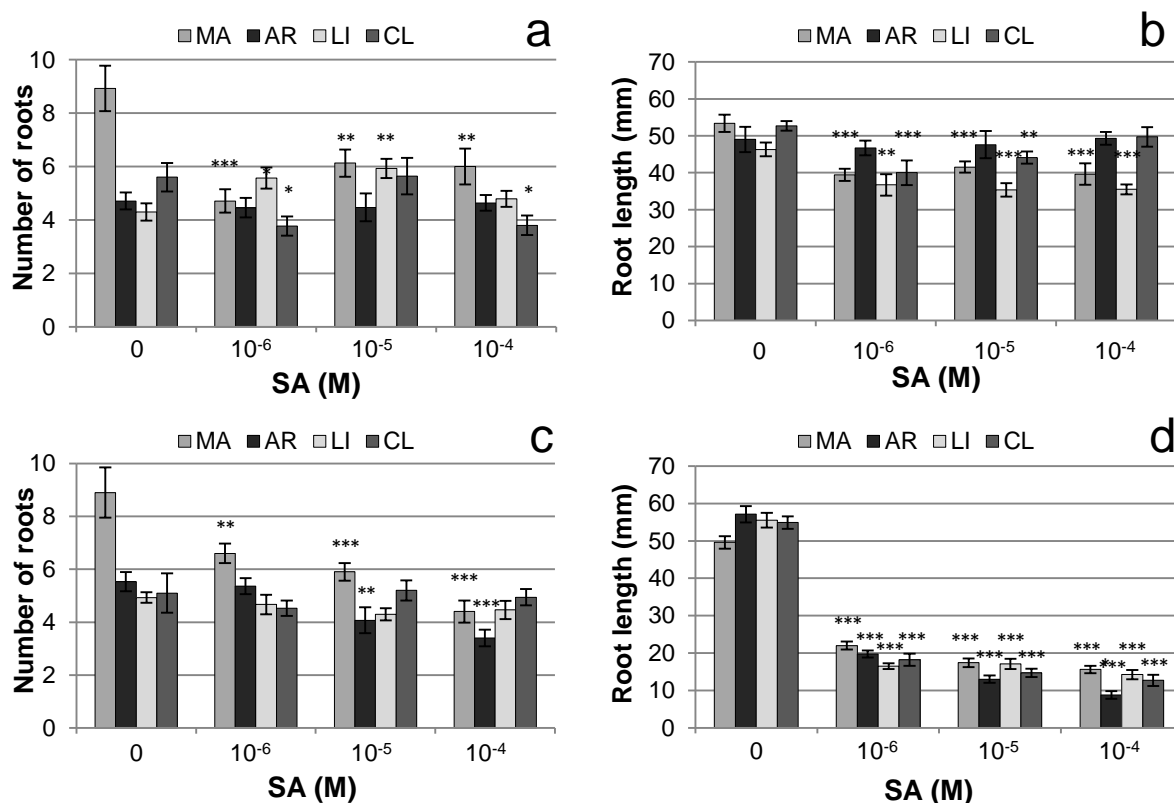 MA AR LI CL a
Number of roots
10
8
6
4
2
0
*** * *
** **
** *
0 10⁻⁶ 10⁻⁵ 10⁻⁴
SA (M)
MA AR LI CL b
Root length (mm)
70
60
50
40
30
20
10
0
*** ** ***
*** *** **
*** ***
0 10⁻⁶ 10⁻⁵ 10⁻⁴
SA (M)
MA AR LI CL c
Number of roots
10
8
6
4
2
0
**
*** **
*** ***
0 10⁻⁶ 10⁻⁵ 10⁻⁴
SA (M)
MA AR LI CL d
Root length (mm)
70
60
50
40
30
20
10
0
*** *** *** ***
*** *** *** ***
*** * *** *** ***
0 10⁻⁶ 10⁻⁵ 10⁻⁴
SA (M)